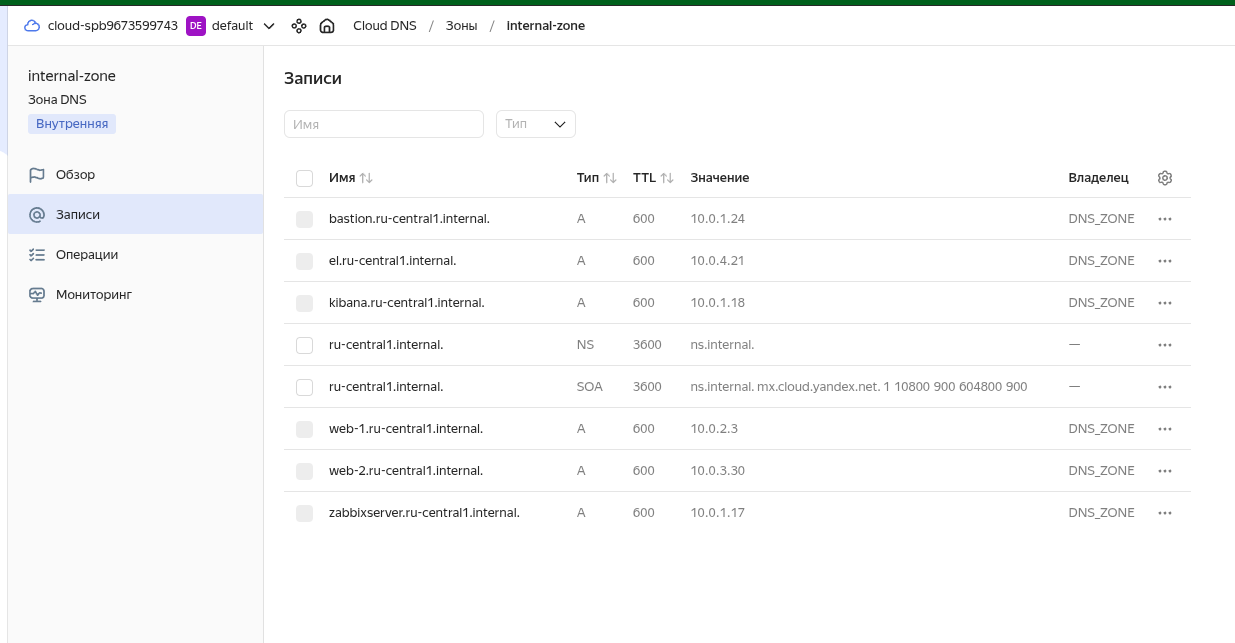 cloud-spb9673599743 DE default Cloud DNS / Зоны / internal-zone
internal-zone
Зона DNS
Внутренняя
Обзор
Записи
Операции
Мониторинг
Записи
Имя Тип
Имя Тип TTL Значение Владелец
bastion.ru-central1.internal. A 600 10.0.1.24 DNS_ZONE
el.ru-central1.internal. A 600 10.0.4.21 DNS_ZONE
kibana.ru-central1.internal. A 600 10.0.1.18 DNS_ZONE
ru-central1.internal. NS 3600 ns.internal. —
ru-central1.internal. SOA 3600 ns.internal. mx.cloud.yandex.net. 1 10800 900 604800 900 —
web-1.ru-central1.internal. A 600 10.0.2.3 DNS_ZONE
web-2.ru-central1.internal. A 600 10.0.3.30 DNS_ZONE
zabbixserver.ru-central1.internal. A 600 10.0.1.17 DNS_ZONE